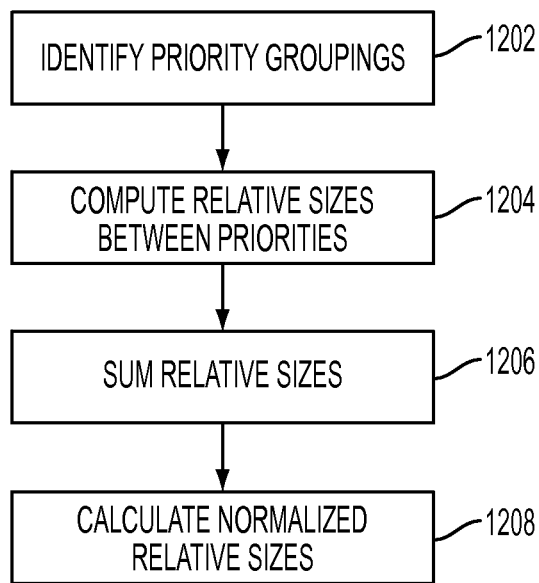 IDENTIFY PRIORITY GROUPINGS
1202
COMPUTE RELATIVE SIZES
BETWEEN PRIORITIES
1204
SUM RELATIVE SIZES
1206
CALCULATE NORMALIZED
RELATIVE SIZES
1208